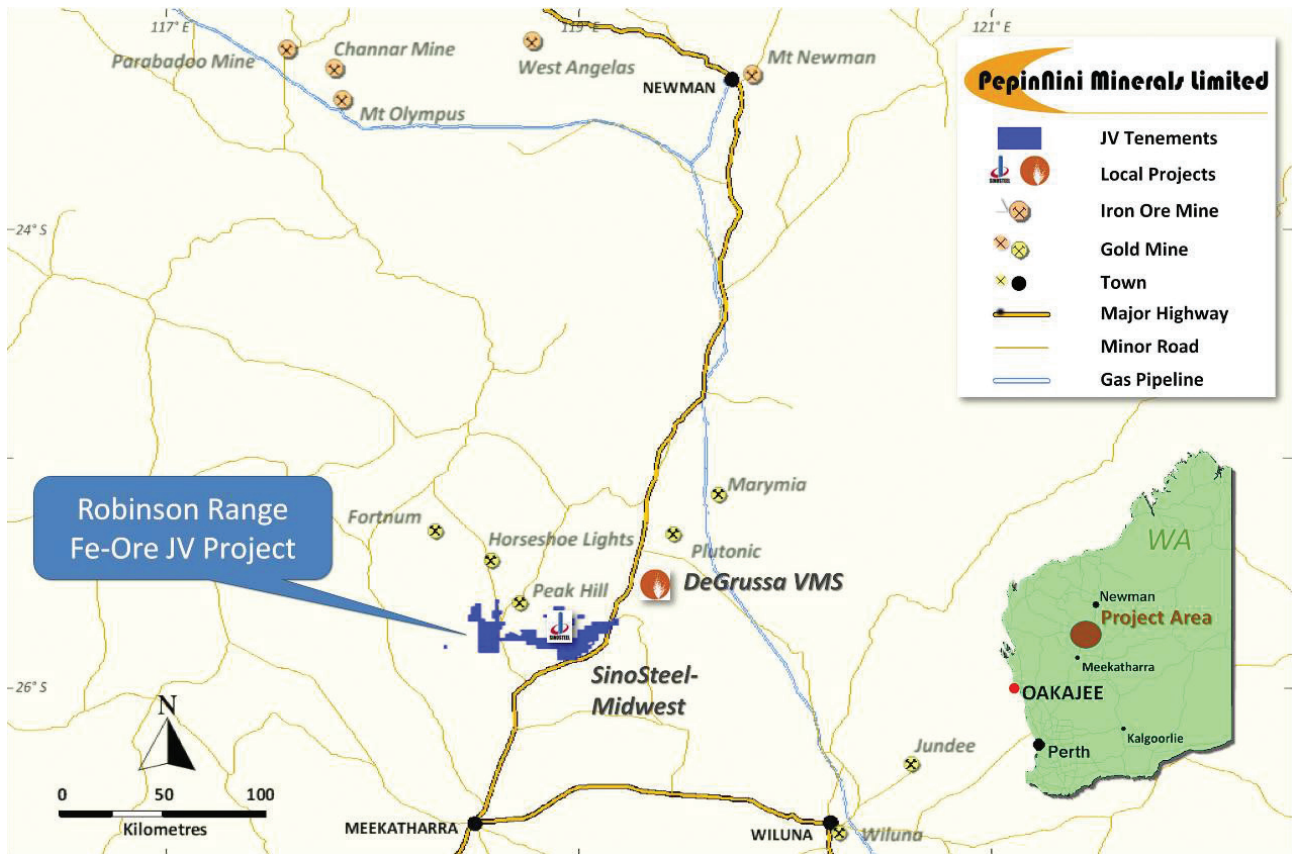 117° E
119° E
121° E
Parabadoo Mine
Channar Mine
West Angelas
Mt Newman
NEWMAN
Mt Olympus
24° S
PepinNini Minerals Limited
JV Tenements
SINOSTEEL
Local Projects
Iron Ore Mine
Gold Mine
Town
Major Highway
Minor Road
Gas Pipeline
Robinson Range
Fe-Ore JV Project
Fortnum
Horseshoe Lights
Peak Hill
Marymia
Plutonic
DeGrussa VMS
SINOSTEEL
SinoSteel-
Midwest
26° S
N
0 50 100
Kilometres
MEEKATHARRA
WILUNA
Wiluna
Jundee
WA
Newman
Project Area
Meekatharra
OAKAJEE
Kalgoorlie
Perth